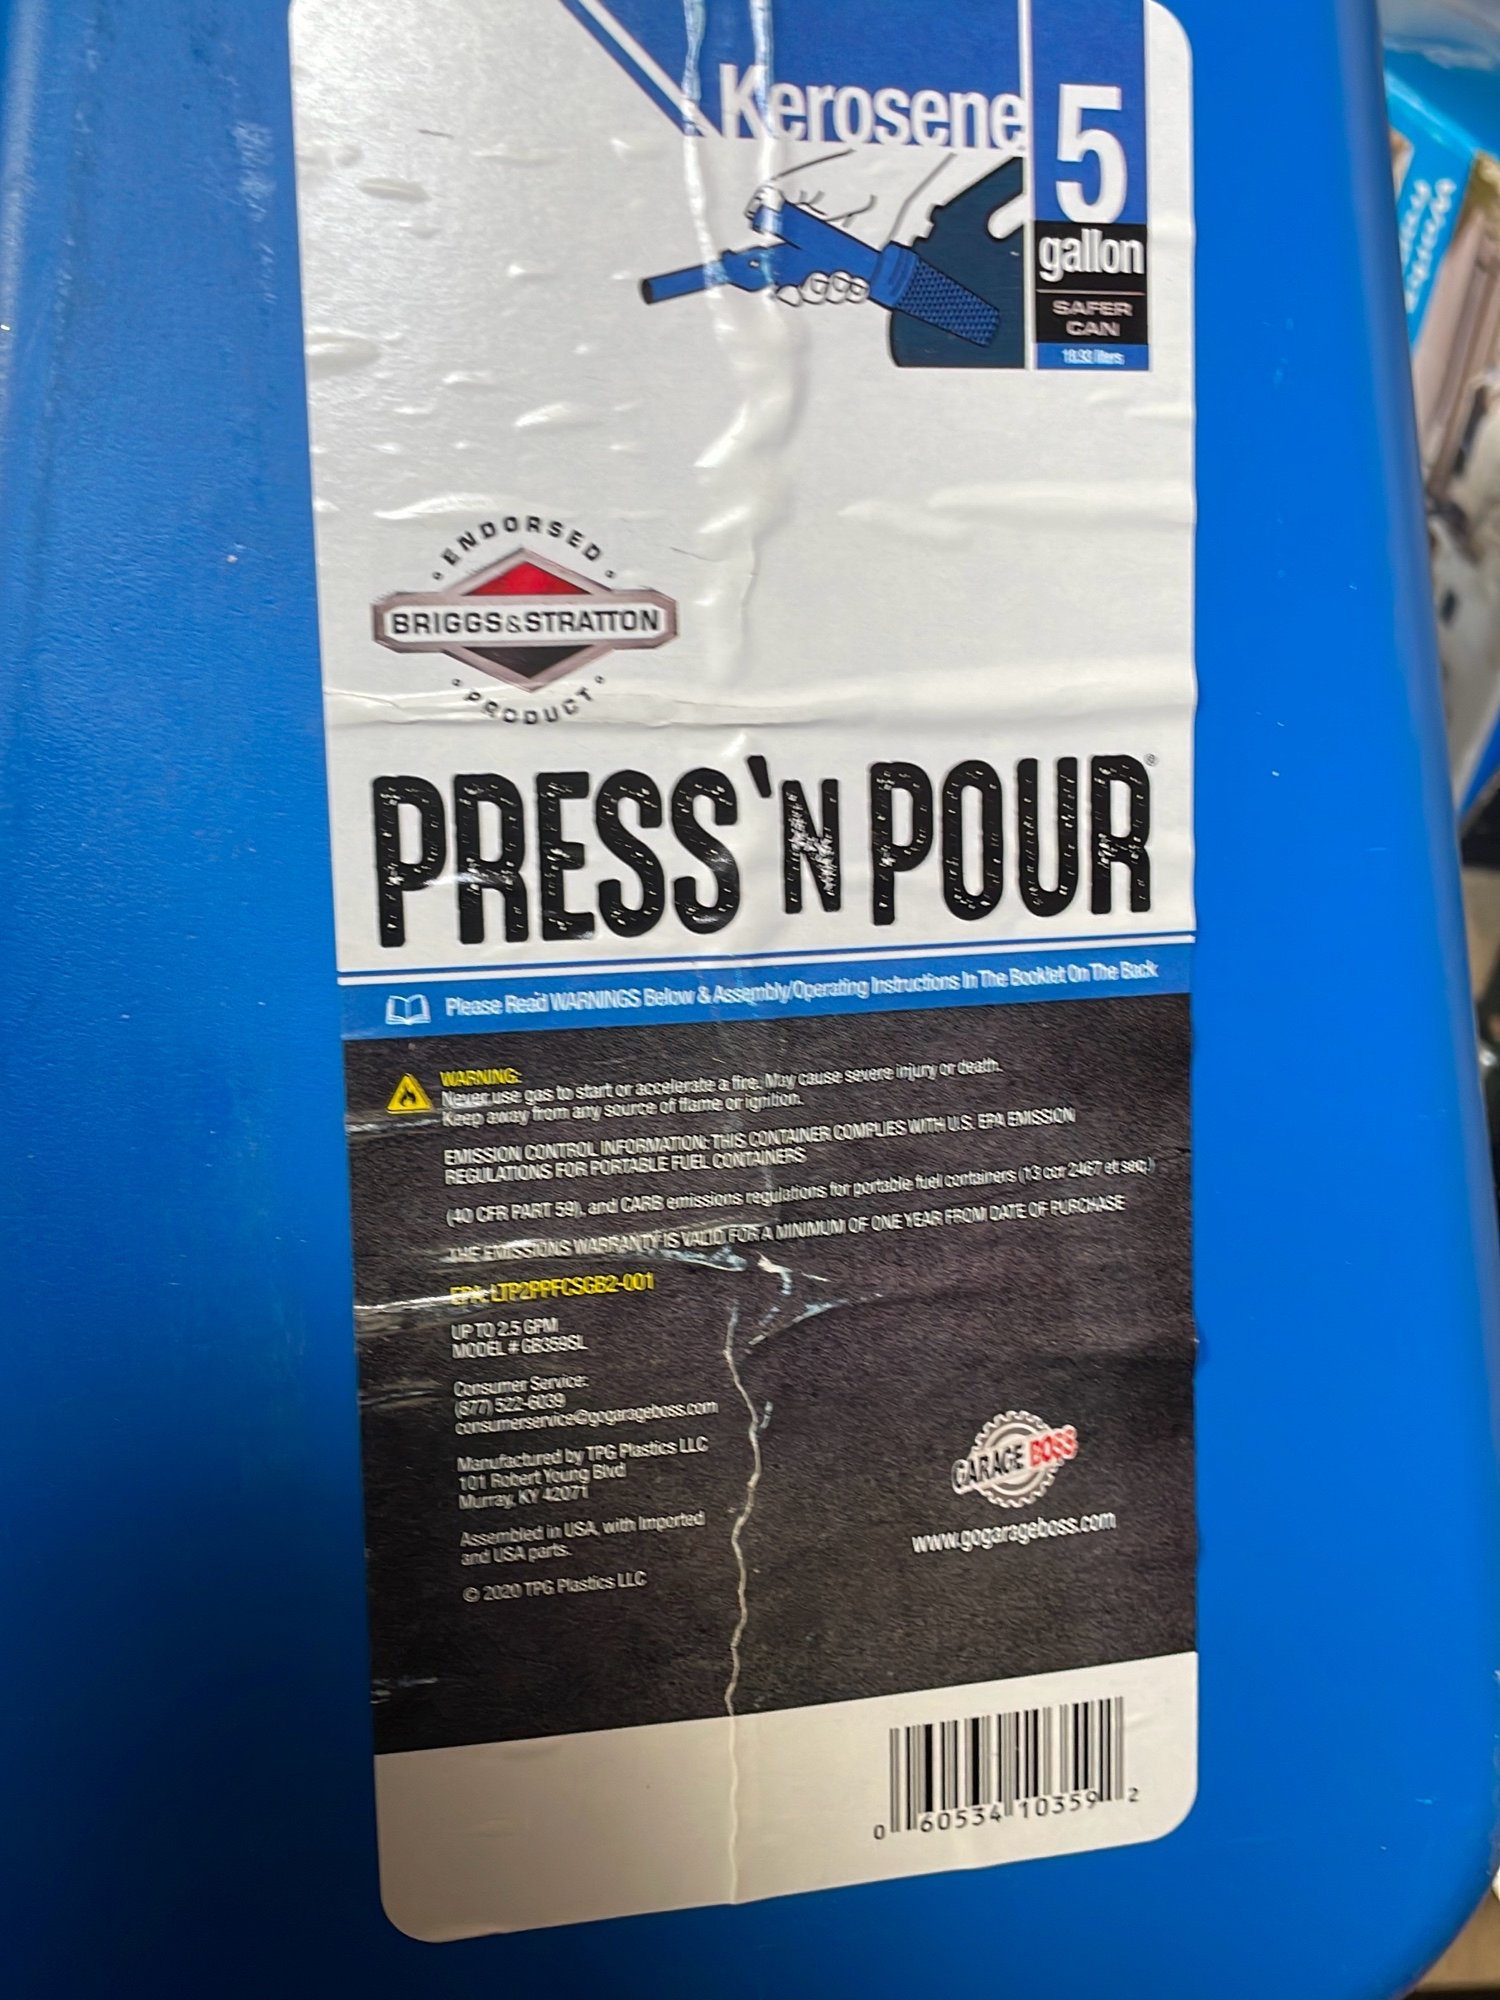 Kerosene
5
gallon
SAFER
CAN
18.93 liters
ENDORSED
BRIGGS&STRATTON
PRODUCT
PRESS 'N POUR®
Please Read WARNINGS Below & Assembly/Operating Instructions In The Booklet On The Back
WARNING:
Never use gas to start or accelerate a fire. May cause severe injury or death.
Keep away from any source of flame or ignition.
EMISSION CONTROL INFORMATION: THIS CONTAINER COMPLIES WITH U.S. EPA EMISSION
REGULATIONS FOR PORTABLE FUEL CONTAINERS
(40 CFR PART 59), and CARB emissions regulations for portable fuel containers (13 ccr 2467 et seq.)
THE EMISSIONS WARRANTY IS VALID FOR A MINIMUM OF ONE YEAR FROM DATE OF PURCHASE
EPA: LTP2PPFCSGB2-001
UP TO 2.5 GPM
MODEL # GB359SL
Consumer Service:
(877) 522-6039
consumerservice@gogarageboss.com
Manufactured by TPG Plastics LLC
101 Robert Young Blvd
Murray, KY 42071
Assembled in USA, with Imported
and USA parts.
© 2020 TPG Plastics LLC
GARAGE BOSS
www.gogarageboss.com
0 60534 10359 2